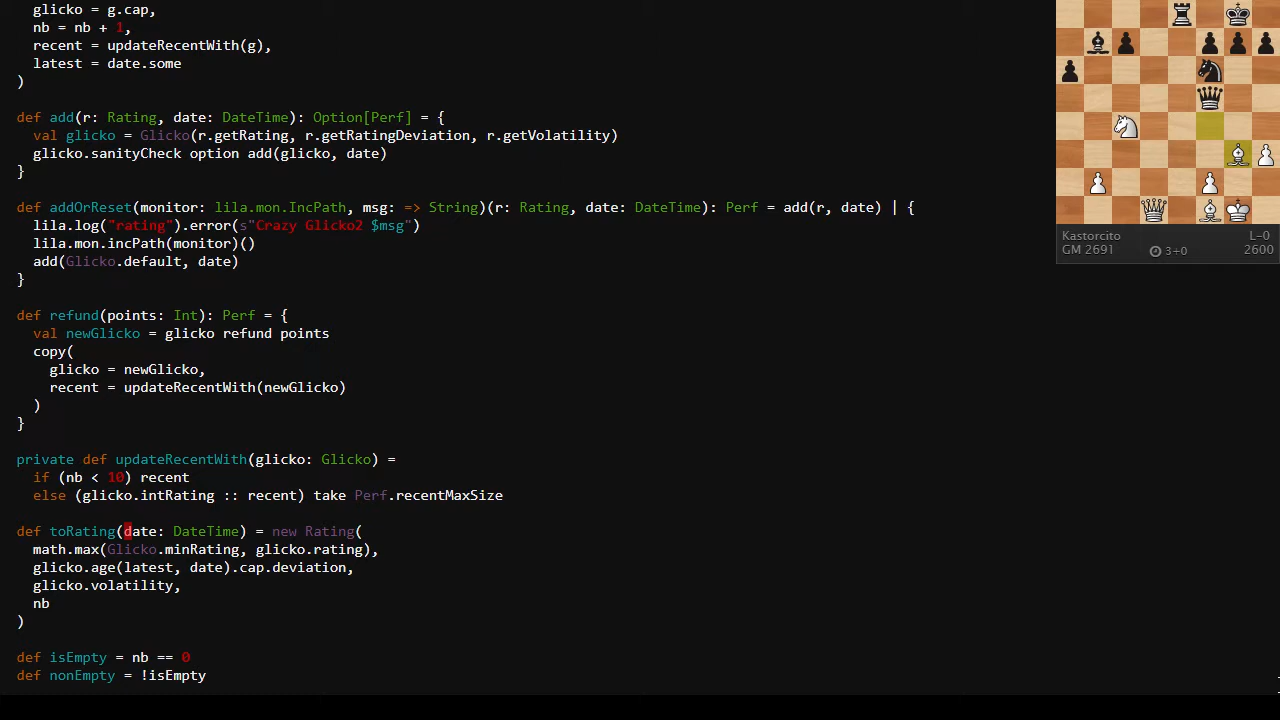 glicko = g.cap,
nb = nb + 1,
recent = updateRecentWith(g),
latest = date.some
)
def add(r: Rating, date: DateTime): Option[Perf] = {
val glicko = Glicko(r.getRating, r.getRatingDeviation, r.getVolatility)
glicko.sanityCheck option add(glicko, date)
}
def addOrReset(monitor: lila.mon.IncPath, msg: => String)(r: Rating, date: DateTime): Perf = add(r, date) | {
lila.log("rating").error(s"Crazy Glicko2 $msg")
lila.mon.incPath(monitor)()
add(Glicko.default, date)
}
def refund(points: Int): Perf = {
val newGlicko = glicko refund points
copy(
glicko = newGlicko,
recent = updateRecentWith(newGlicko)
)
}
private def updateRecentWith(glicko: Glicko) =
if (nb < 10) recent
else (glicko.intRating :: recent) take Perf.recentMaxSize
def toRating(date: DateTime) = new Rating(
math.max(Glicko.minRating, glicko.rating),
glicko.age(latest, date).cap.deviation,
glicko.volatility,
nb
)
def isEmpty = nb == 0
def nonEmpty = !isEmpty
Kastorcito L-0
GM 2691 3+0 2600